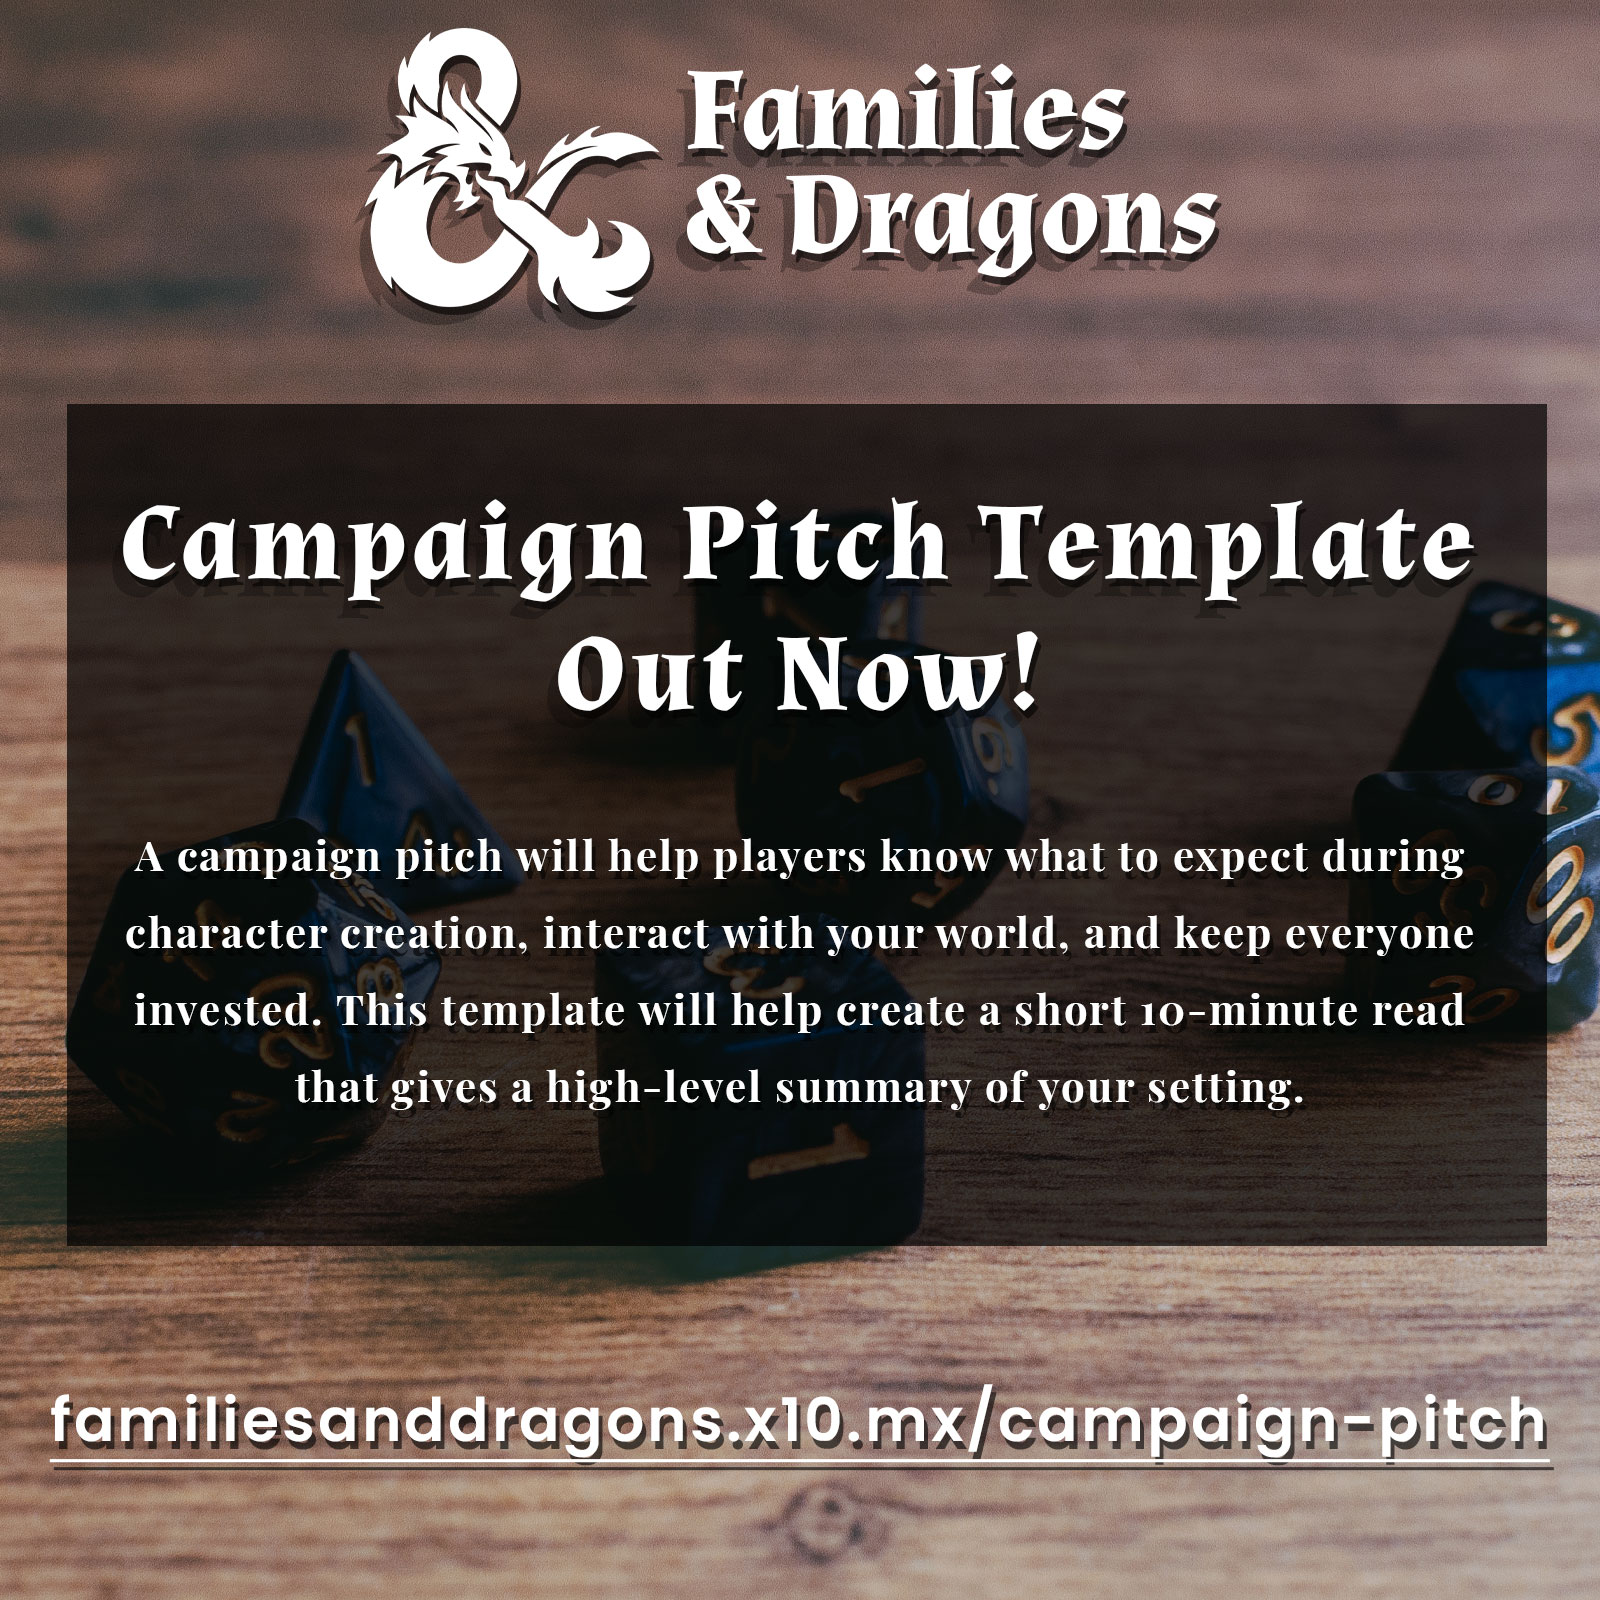 Families
& Dragons
Campaign Pitch Template
Out Now!
A campaign pitch will help players know what to expect during
character creation, interact with your world, and keep everyone
invested. This template will help create a short 10-minute read
that gives a high-level summary of your setting.
familiesanddragons.x10.mx/campaign-pitch